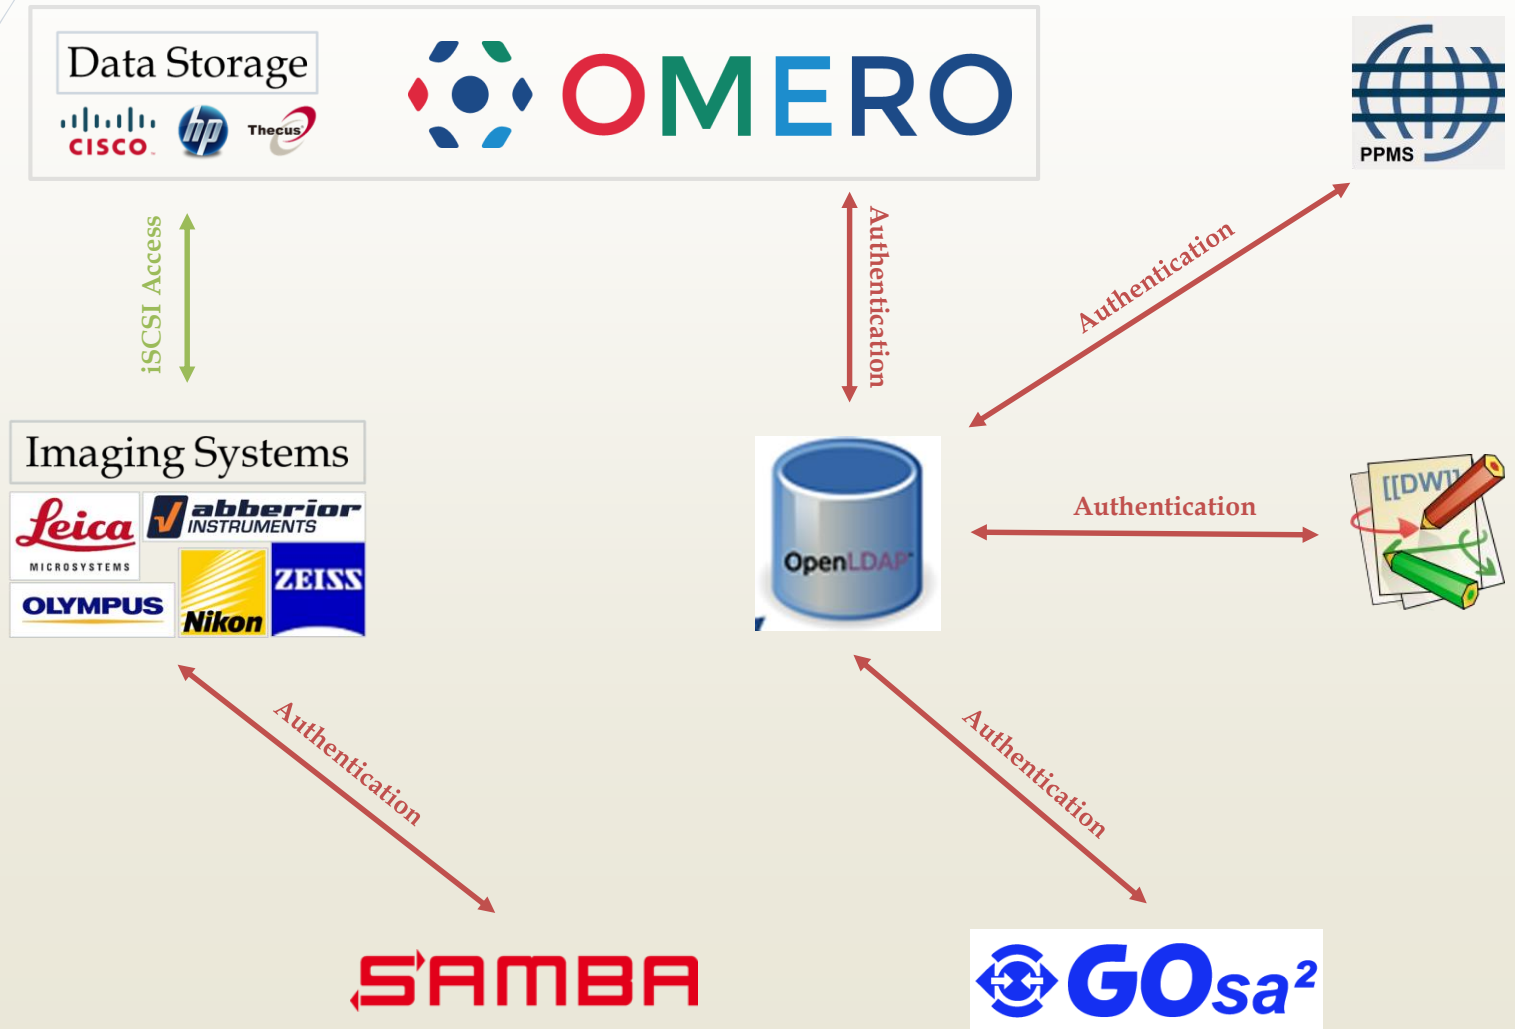 Data Storage
CISCO
hp
Thecus
OMERO
PPMS
iSCSI Access
Authentication
Authentication
Imaging Systems
Leica
MICROSYSTEMS
abberior
INSTRUMENTS
OLYMPUS
Nikon
ZEISS
OpenLDAP
Authentication
[[DW]]
Authentication
Authentication
SAMBA
GOsa²